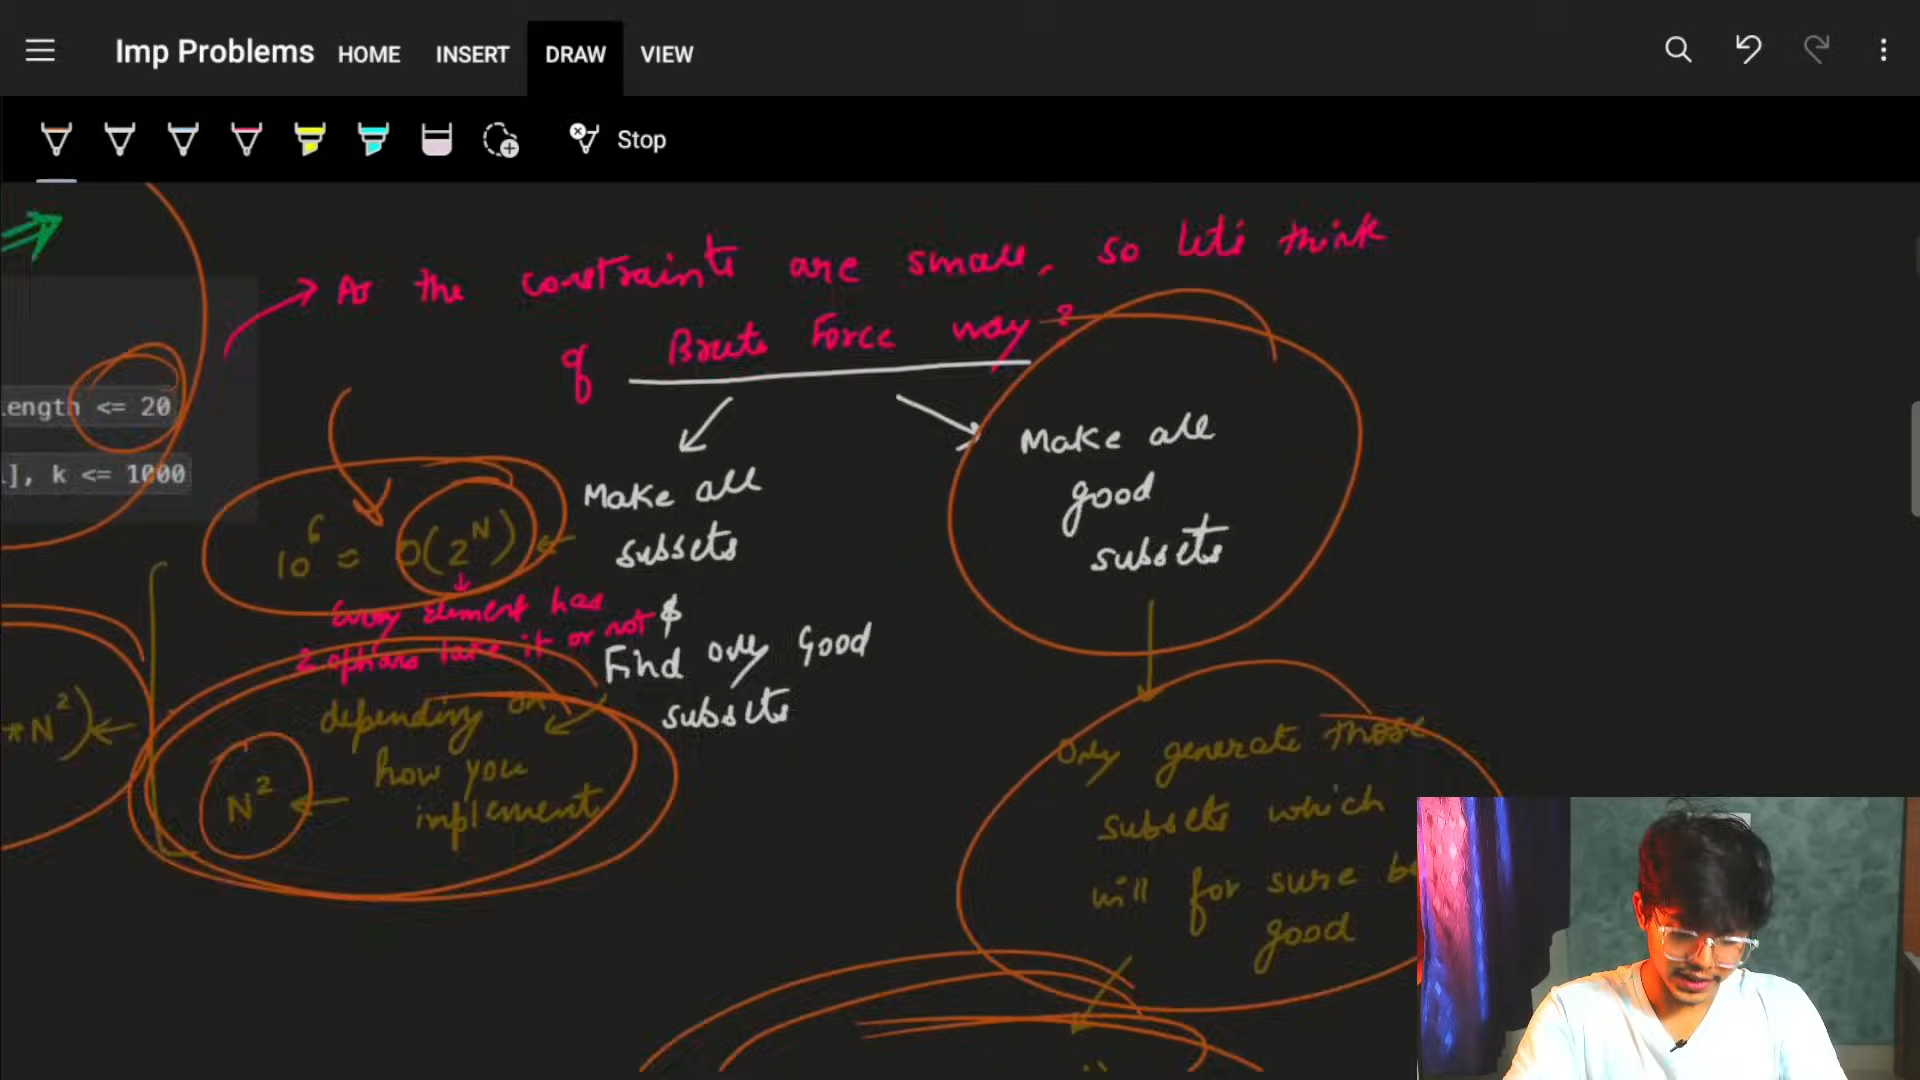 Imp Problems HOME INSERT DRAW VIEW
Stop
As the constraints are small, so let's think
of Brute Force way?
length <= 20
], k <= 1000
Make all
subsets
&
Find only Good
subsets
Make all
good
subsets
10^6 ≈ O(2^N) ←
Every element has
2 options take it or not
depending on
how you
implement
N^2 ←
*N^2) ←
Only generate those
subsets which
will for sure be
good